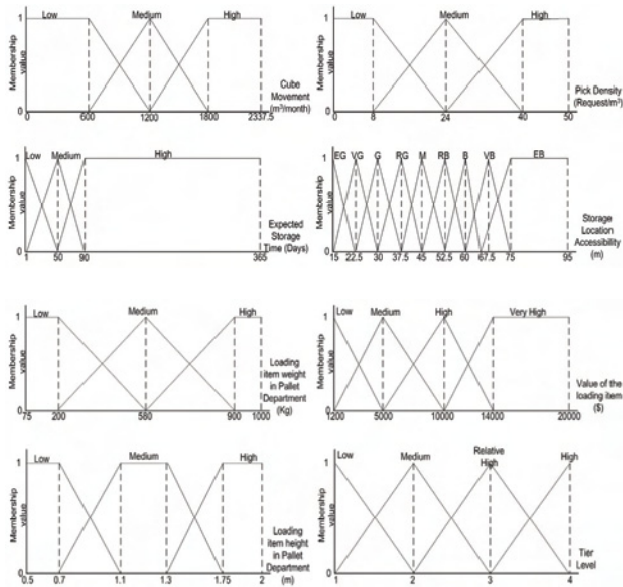 Low Medium High
1
Membership value
0
0 600 1200 1800 2337.5
Cube
Movement
(m³/month)
Low Medium High
1
Membership value
0
0 8 24 40 50
Pick Density
(Request/m³)
Low Medium High
1
Membership value
0
1 50 90 365
Expected
Storage
Time (Days)
EG VG G RG M RB B VB EB
1
Membership value
0
15 22.5 30 37.5 45 52.5 60 67.5 75 95
Storage
Location
Accessibility
(m)
Low Medium High
1
Membership value
0
75 200 560 900 1000
Loading
item weight
in Pallet
Department
(Kg)
Low Medium High Very High
1
Membership value
0
1200 5000 10000 14000 20000
Value of the
loading item
($)
Low Medium High
1
Membership value
0
0.5 0.7 1.1 1.3 1.75 2
Loading
item height
in Pallet
Department
(m)
Low Medium Relative
High High
1
Membership value
0
1 2 3 4
Tier
Level